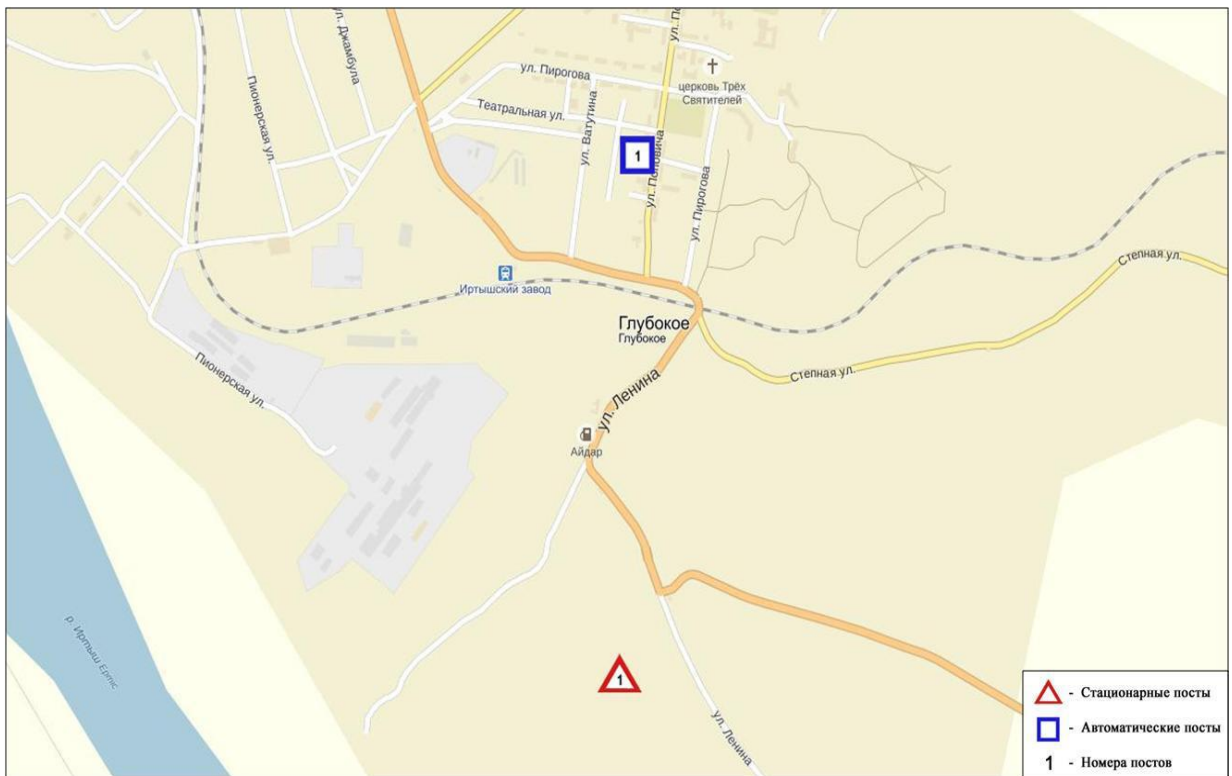 ул. Джамбула
Пионерская ул.
ул. Пирогова
церковь Трёх
Святителей
Театральная ул.
ул. Ватутина
1
ул. Поповича
ул. Пирогова
Степная ул.
Иртышский завод
Глубокое
Глубокое
Пионерская ул.
Степная ул.
ул. Ленина
Айдар
р. Иртыш Ертіс
1
ул. Ленина
- Стационарные посты
- Автоматические посты
1 - Номера постов